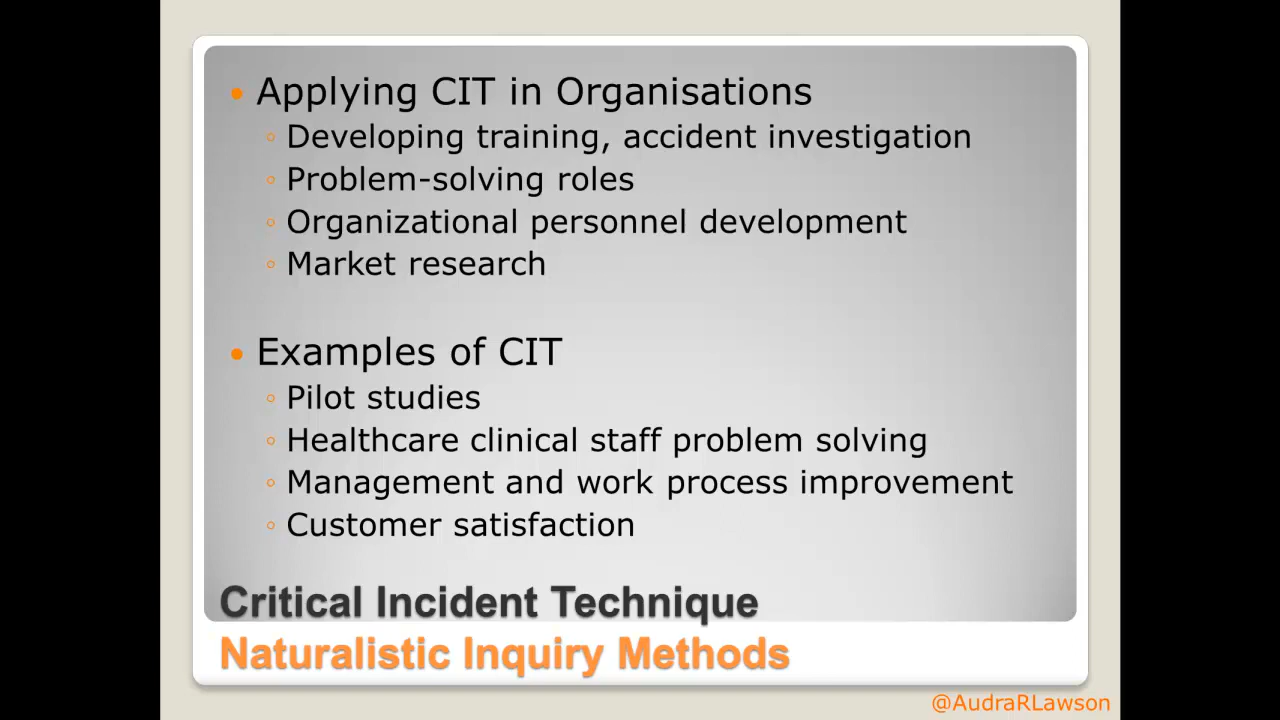 Applying CIT in Organisations
Developing training, accident investigation
Problem-solving roles
Organizational personnel development
Market research
Examples of CIT
Pilot studies
Healthcare clinical staff problem solving
Management and work process improvement
Customer satisfaction
Critical Incident Technique
Naturalistic Inquiry Methods
@AudraRLawson